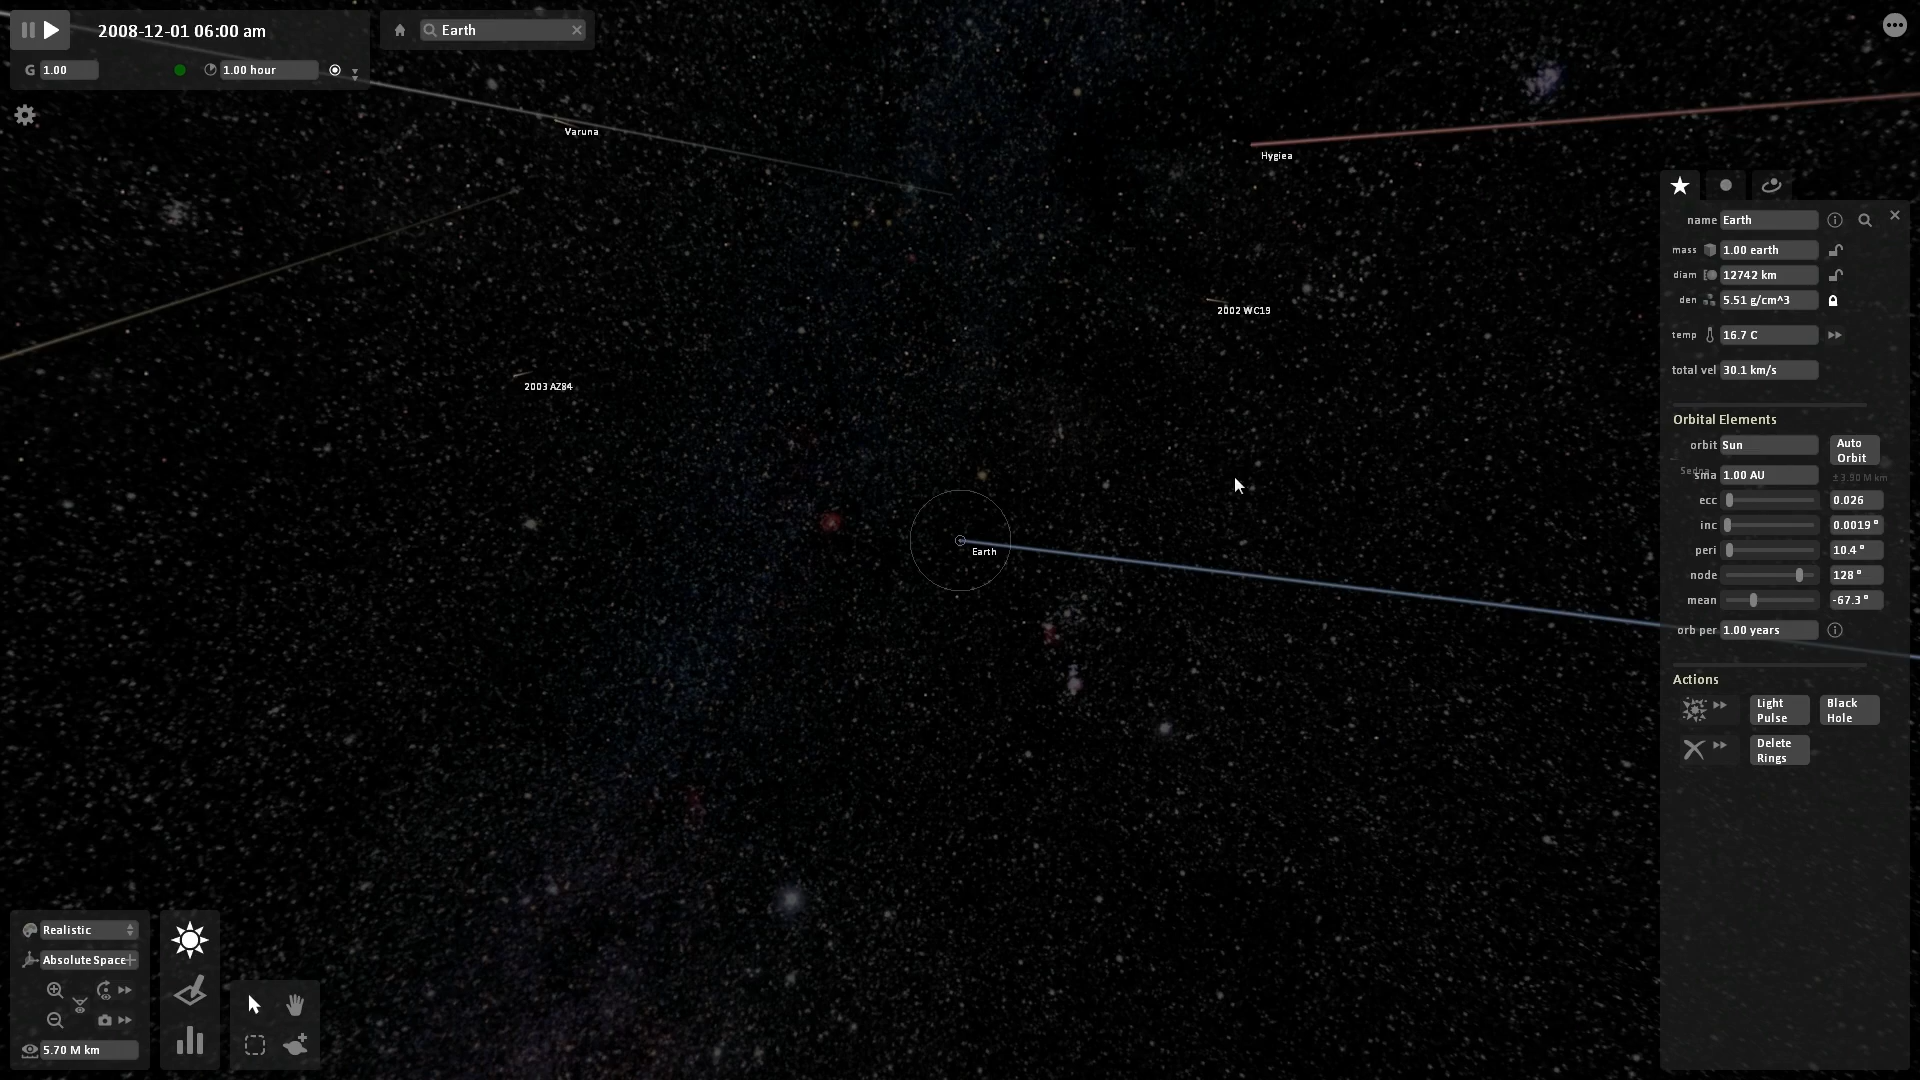 2008-12-01 06:00 am
Earth
G 1.00
1.00 hour
Varuna
Hygiea
2002 WC19
2003 AZ84
Earth
name Earth
mass 1.00 earth
diam 12742 km
den 5.51 g/cm^3
temp 16.7 C
total vel 30.1 km/s
Orbital Elements
orbit Sun
Auto
Orbit
Sedna
sma 1.00 AU
±3.90 M km
ecc 0.026
inc 0.0019 °
peri 10.4 °
node 128 °
mean -67.3 °
orb per 1.00 years
Actions
Light
Pulse
Black
Hole
Delete
Rings
Realistic
Absolute Space
5.70 M km